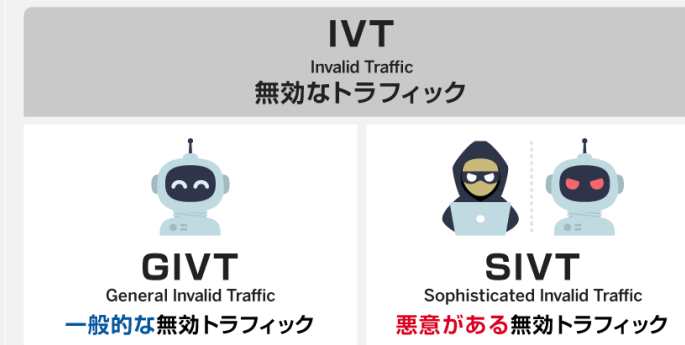 IVT
Invalid Traffic
無効なトラフィック
GIVT
General Invalid Traffic
一般的な無効トラフィック
SIVT
Sophisticated Invalid Traffic
悪意がある無効トラフィック